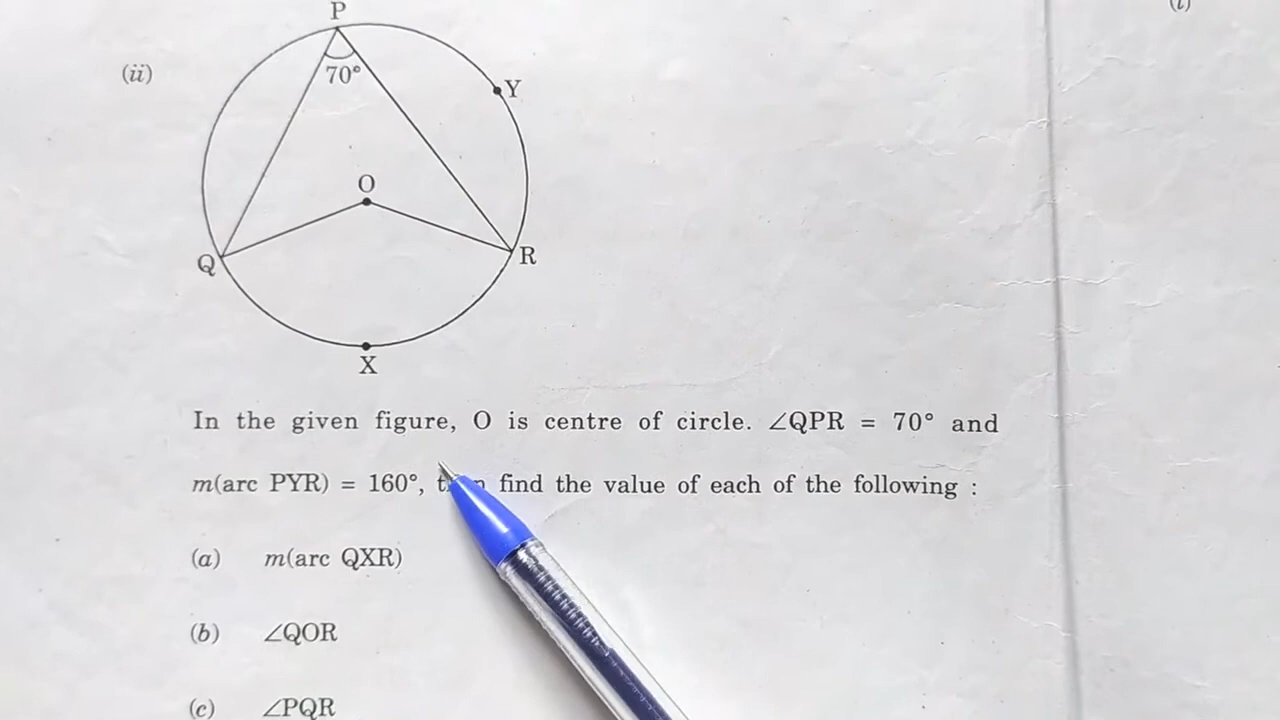 (i)
P
(ii)
70°
Y
O
Q
R
X
In the given figure, O is centre of circle. ∠QPR = 70° and
m(arc PYR) = 160°, find the value of each of the following :
(a) m(arc QXR)
(b) ∠QOR
(c) ∠PQR